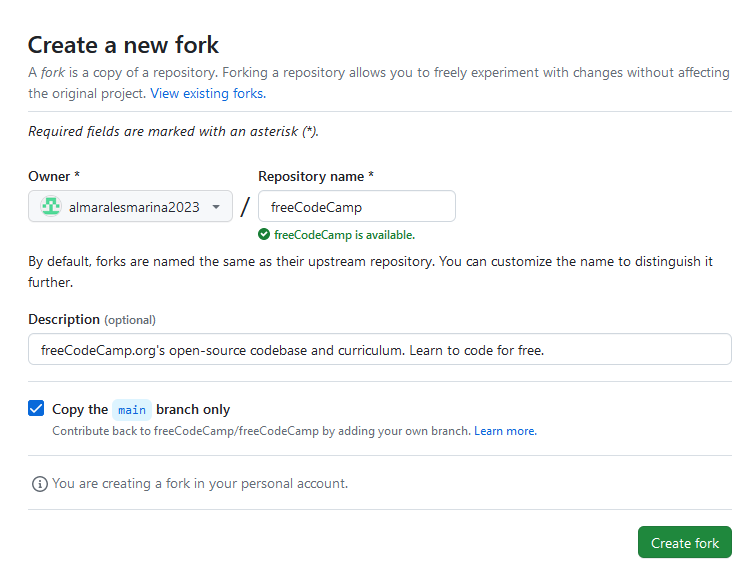 Create a new fork
A fork is a copy of a repository. Forking a repository allows you to freely experiment with changes without affecting
the original project. View existing forks.
Required fields are marked with an asterisk (*).
Owner *
Repository name *
almaralesmarina2023
/
freeCodeCamp
freeCodeCamp is available.
By default, forks are named the same as their upstream repository. You can customize the name to distinguish it
further.
Description (optional)
freeCodeCamp.org's open-source codebase and curriculum. Learn to code for free.
Copy the main branch only
Contribute back to freeCodeCamp/freeCodeCamp by adding your own branch. Learn more.
You are creating a fork in your personal account.
Create fork